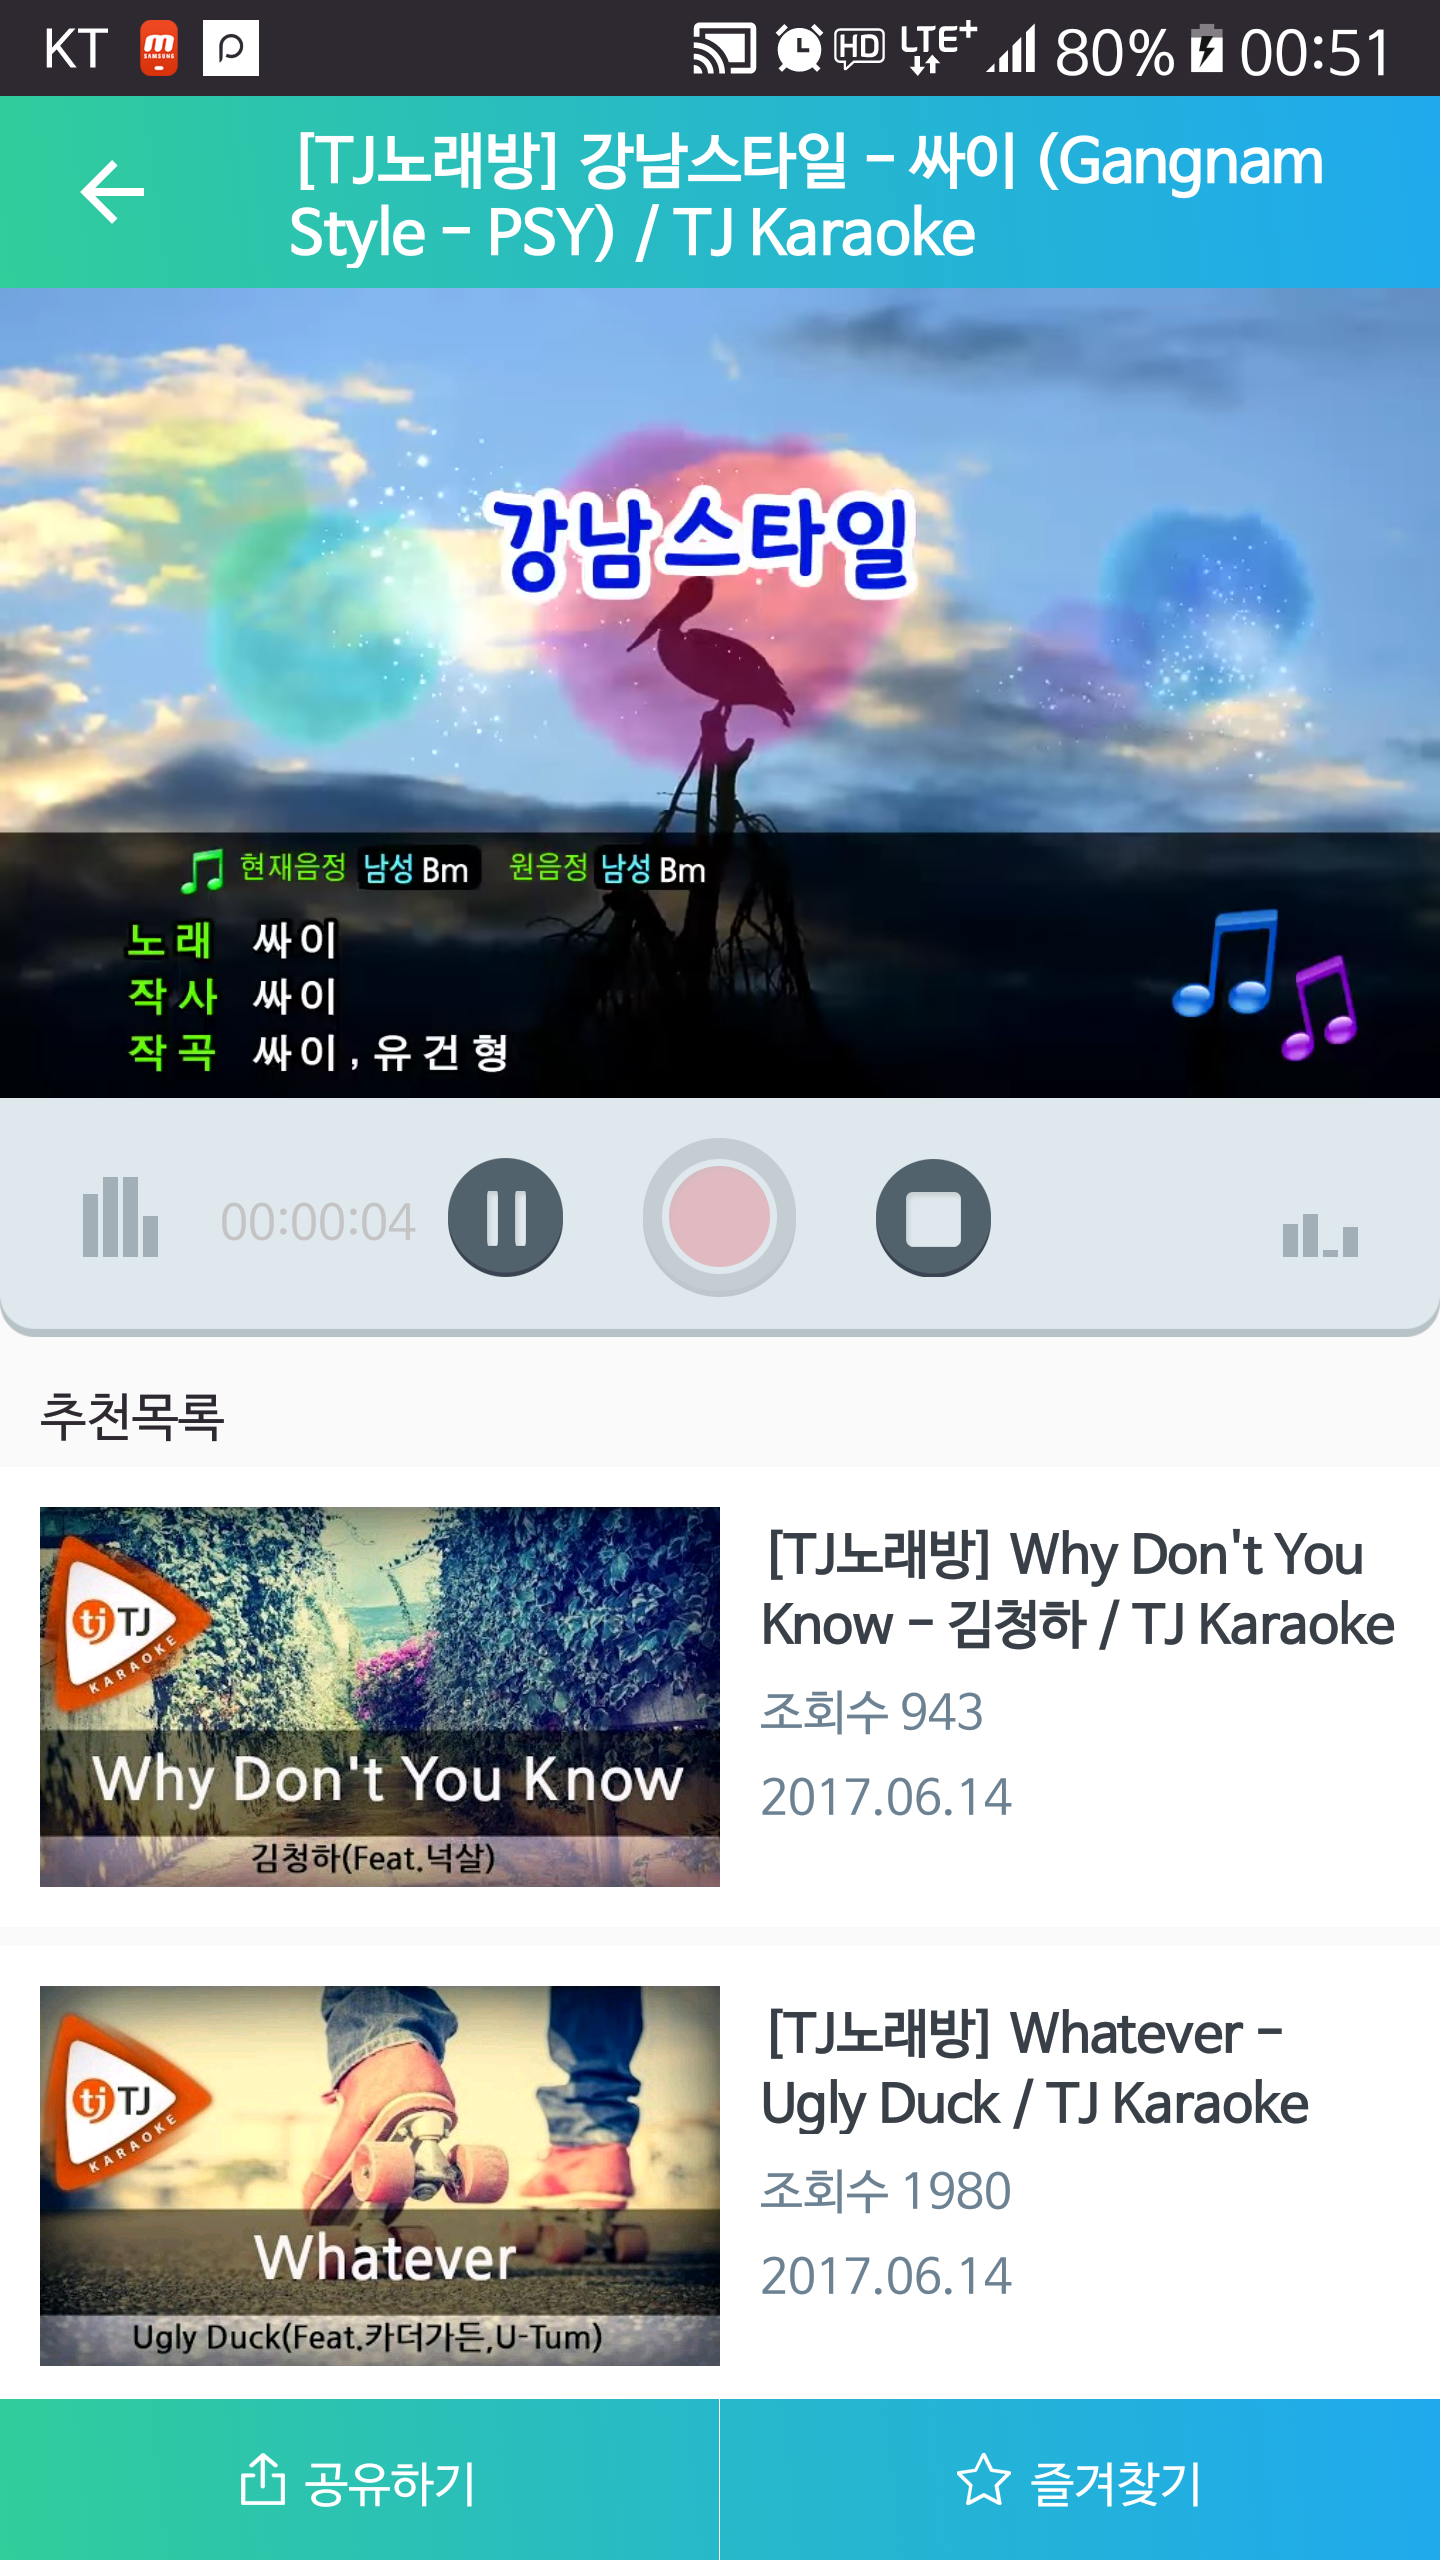 KT
m
SAMSUNG
HD
LTE+
80%
00:51
[TJ노래방] 강남스타일 - 싸이 (Gangnam
Style - PSY) / TJ Karaoke
강남스타일
현재음정 남성 Bm 원음정 남성 Bm
노래 싸이
작사 싸이
작곡 싸이, 유건형
00:00:04
추천목록
tj TJ
KARAOKE
Why Don't You Know
김청하(Feat.넉살)
[TJ노래방] Why Don't You
Know - 김청하 / TJ Karaoke
조회수 943
2017.06.14
tj TJ
KARAOKE
Whatever
Ugly Duck(Feat.카더가든,U-Tum)
[TJ노래방] Whatever -
Ugly Duck / TJ Karaoke
조회수 1980
2017.06.14
공유하기
즐겨찾기